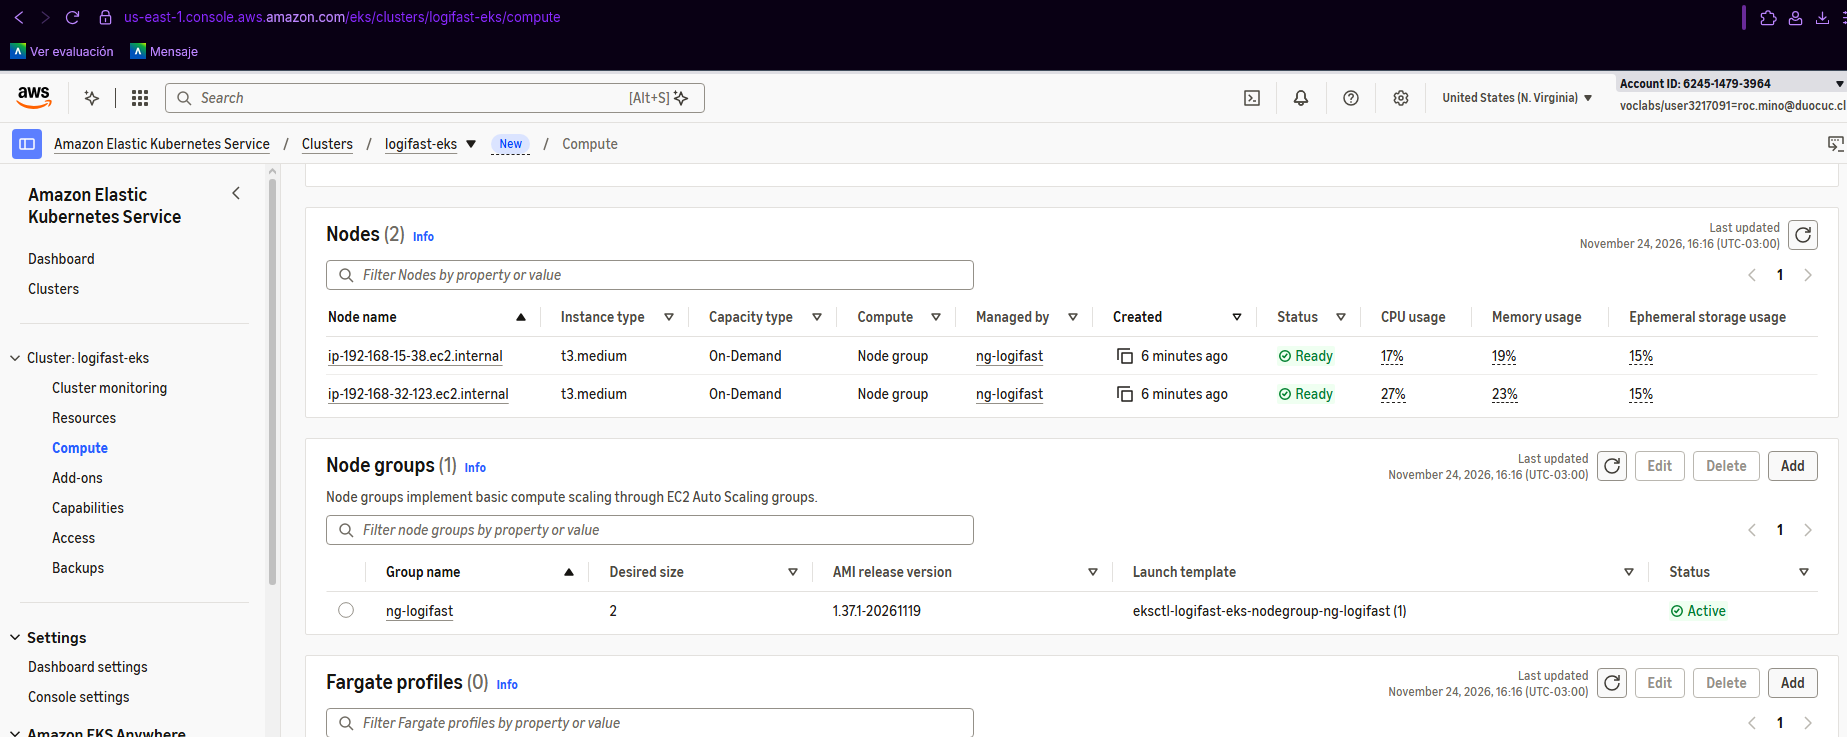 us-east-1.console.aws.amazon.com/eks/clusters/logifast-eks/compute
Ver evaluación Mensaje
aws Search [Alt+S] United States (N. Virginia) Account ID: 6245-1479-3964
voclabs/user3217091=roc.mino@duocuc.cl
Amazon Elastic Kubernetes Service / Clusters / logifast-eks New / Compute
Amazon Elastic
Kubernetes Service
Dashboard
Clusters
Cluster: logifast-eks
Cluster monitoring
Resources
Compute
Add-ons
Capabilities
Access
Backups
Settings
Dashboard settings
Console settings
Amazon EKS Anywhere
Nodes (2) Info
Last updated
November 24, 2026, 16:16 (UTC-03:00)
Filter Nodes by property or value
1
Node name Instance type Capacity type Compute Managed by Created Status CPU usage Memory usage Ephemeral storage usage
ip-192-168-15-38.ec2.internal t3.medium On-Demand Node group ng-logifast 6 minutes ago Ready 17% 19% 15%
ip-192-168-32-123.ec2.internal t3.medium On-Demand Node group ng-logifast 6 minutes ago Ready 27% 23% 15%
Node groups (1) Info
Last updated
November 24, 2026, 16:16 (UTC-03:00)
Edit Delete Add
Node groups implement basic compute scaling through EC2 Auto Scaling groups.
Filter node groups by property or value
1
Group name Desired size AMI release version Launch template Status
ng-logifast 2 1.37.1-20261119 eksctl-logifast-eks-nodegroup-ng-logifast (1) Active
Fargate profiles (0) Info
Last updated
November 24, 2026, 16:16 (UTC-03:00)
Edit Delete Add
Filter Fargate profiles by property or value
1